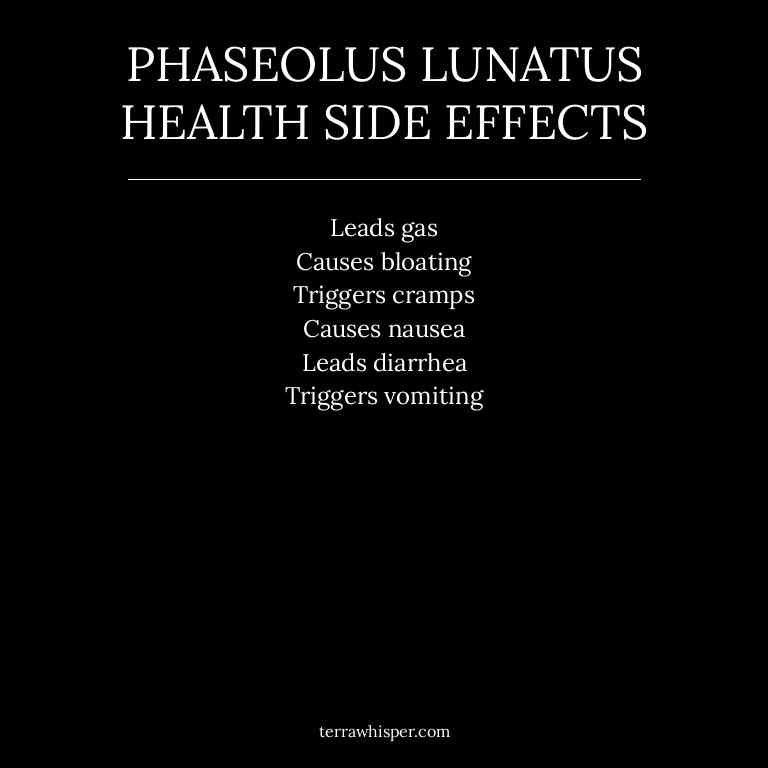 PHASEOLUS LUNATUS
HEALTH SIDE EFFECTS
Leads gas
Causes bloating
Triggers cramps
Causes nausea
Leads diarrhea
Triggers vomiting
terrawhisper.com